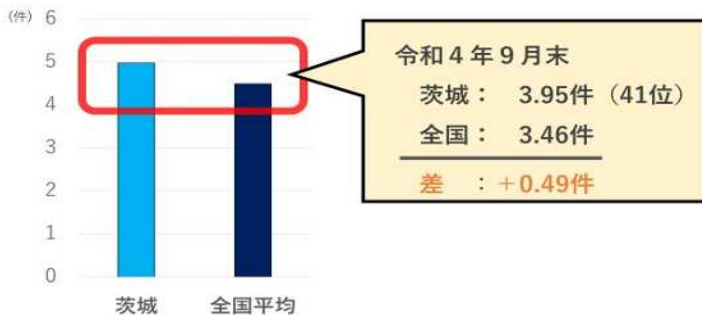 (件)
6
5
4
3
2
1
0
茨城
全国平均
令和4年9月末
茨城： 3.95件（41位）
全国： 3.46件
差 ：＋0.49件